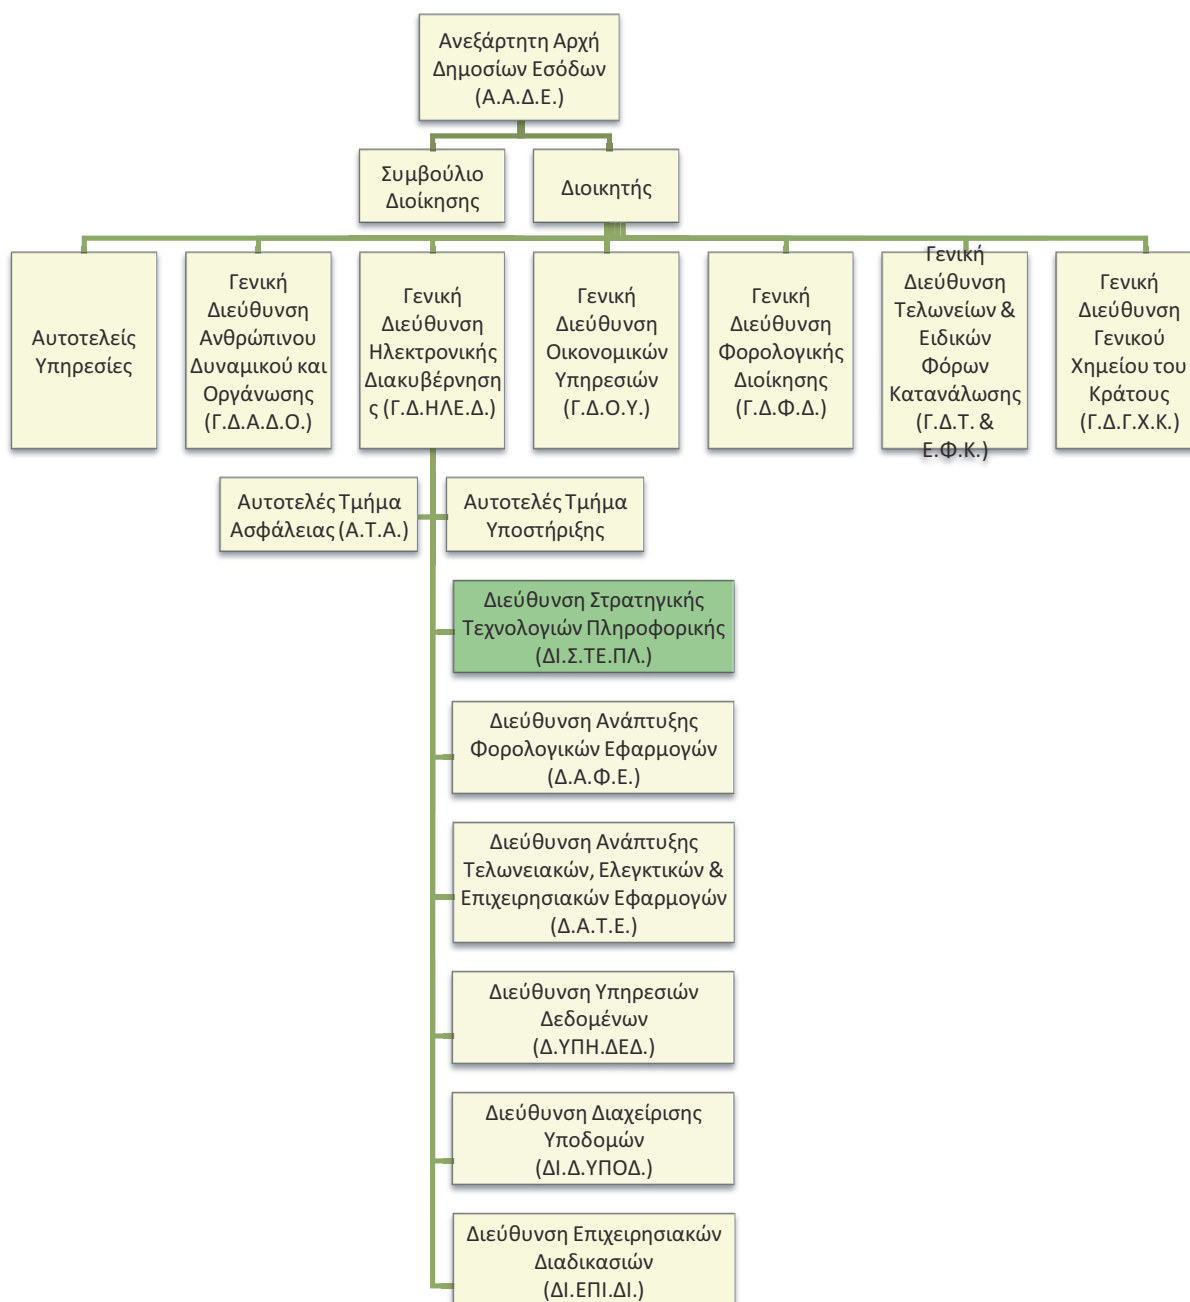 Ανεξάρτητη Αρχή
Δημοσίων Εσόδων
(Α.Α.Δ.Ε.)
Συμβούλιο
Διοίκησης
Διοικητής
Αυτοτελείς
Υπηρεσίες
Γενική
Διεύθυνση
Ανθρώπινου
Δυναμικού και
Οργάνωσης
(Γ.Δ.Α.Δ.Ο.)
Γενική
Διεύθυνση
Ηλεκτρονικής
Διακυβέρνηση
ς (Γ.Δ.ΗΛΕ.Δ.)
Γενική
Διεύθυνση
Οικονομικών
Υπηρεσιών
(Γ.Δ.Ο.Υ.)
Γενική
Διεύθυνση
Φορολογικής
Διοίκησης
(Γ.Δ.Φ.Δ.)
Γενική
Διεύθυνση
Τελωνείων &
Ειδικών
Φόρων
Κατανάλωσης
(Γ.Δ.Τ. &
Ε.Φ.Κ.)
Γενική
Διεύθυνση
Γενικού
Χημείου του
Κράτους
(Γ.Δ.Γ.Χ.Κ.)
Αυτοτελές Τμήμα
Ασφάλειας (Α.Τ.Α.)
Αυτοτελές Τμήμα
Υποστήριξης
Διεύθυνση Στρατηγικής
Τεχνολογιών Πληροφορικής
(ΔΙ.Σ.ΤΕ.ΠΛ.)
Διεύθυνση Ανάπτυξης
Φορολογικών Εφαρμογών
(Δ.Α.Φ.Ε.)
Διεύθυνση Ανάπτυξης
Τελωνειακών, Ελεγκτικών &
Επιχειρησιακών Εφαρμογών
(Δ.Α.Τ.Ε.)
Διεύθυνση Υπηρεσιών
Δεδομένων
(Δ.ΥΠΗ.ΔΕΔ.)
Διεύθυνση Διαχείρισης
Υποδομών
(ΔΙ.Δ.ΥΠΟΔ.)
Διεύθυνση Επιχειρησιακών
Διαδικασιών
(ΔΙ.ΕΠΙ.ΔΙ.)